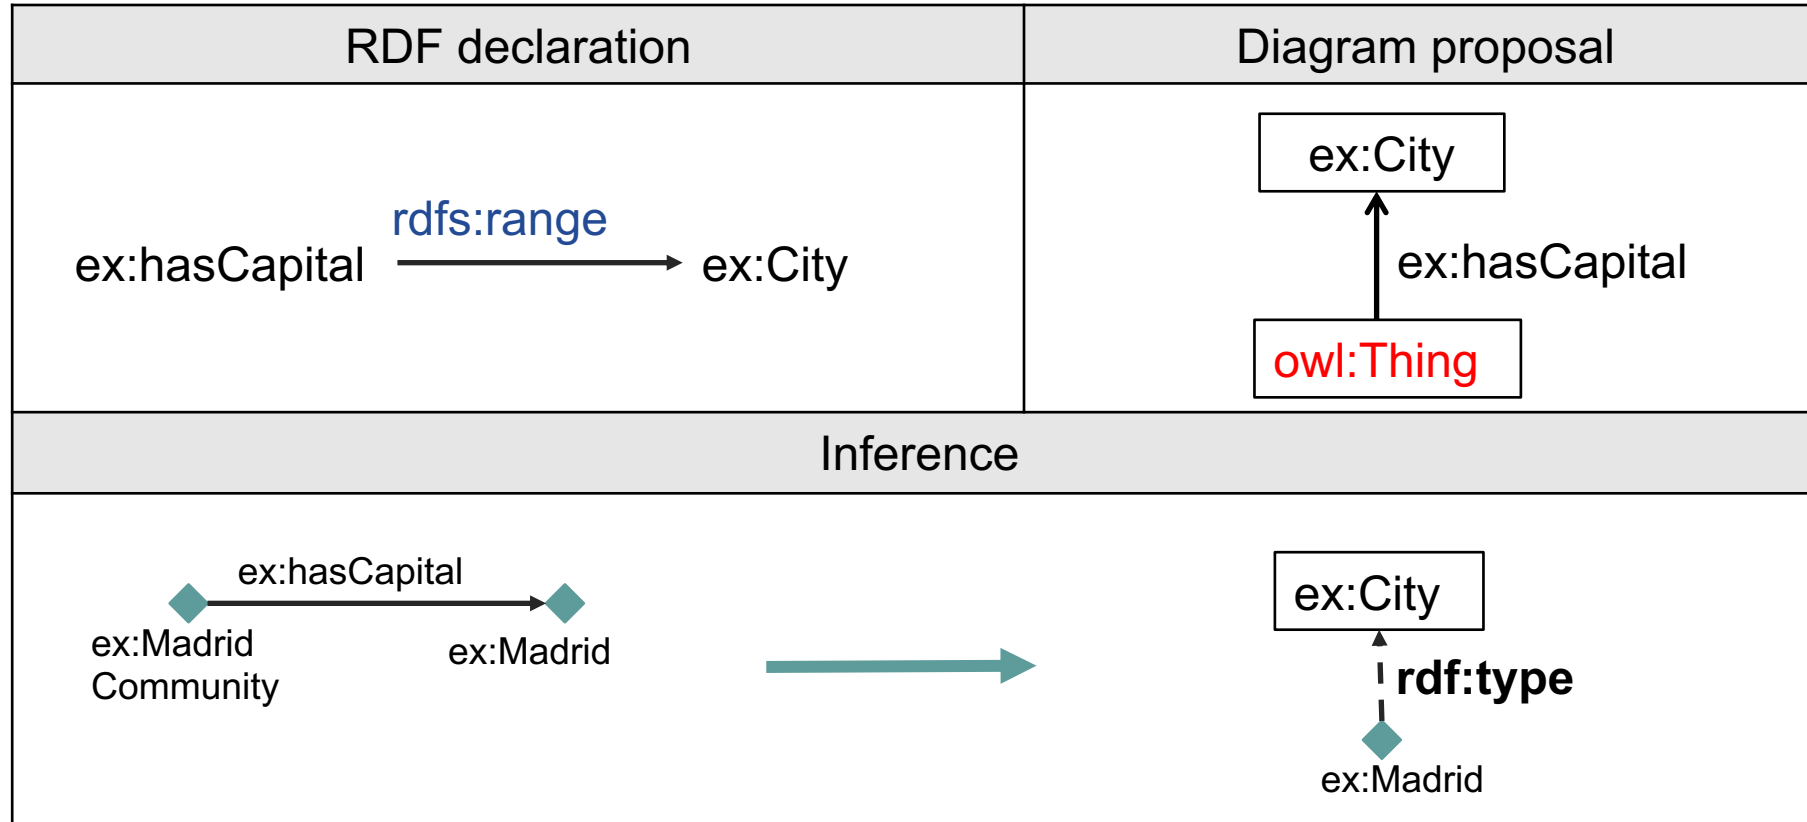 RDF declaration
Diagram proposal
rdfs:range
ex:hasCapital
ex:City
ex:City
ex:hasCapital
owl:Thing
Inference
ex:hasCapital
ex:Madrid
Community
ex:Madrid
ex:City
rdf:type
ex:Madrid